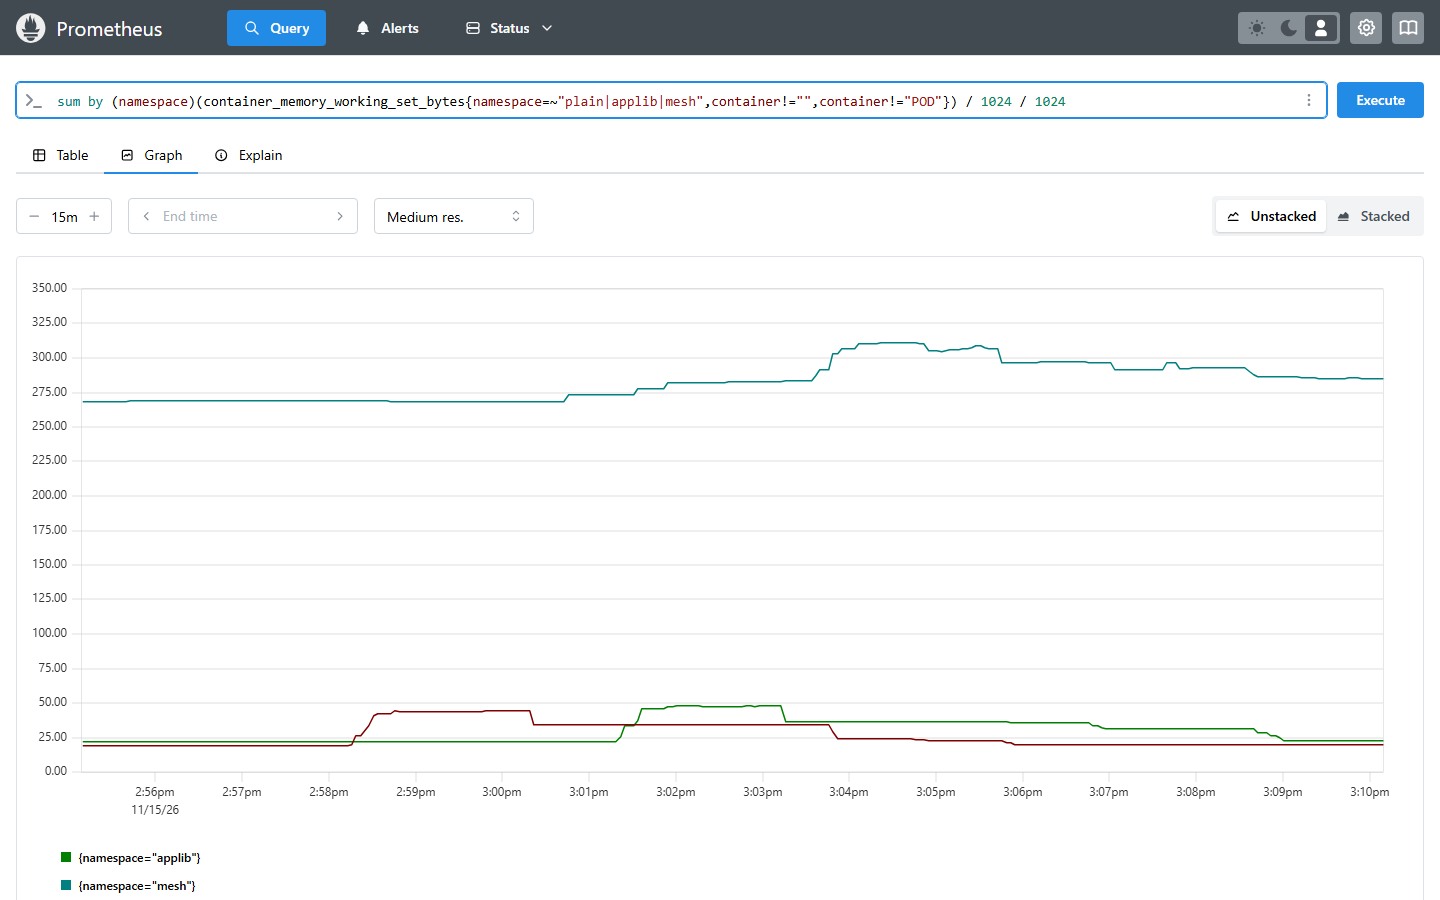 Prometheus
Query
Alerts
Status
sum by (namespace)(container_memory_working_set_bytes{namespace=~"plain|applib|mesh",container!="",container!="POD"}) / 1024 / 1024
Execute
Table
Graph
Explain
15m
End time
Medium res.
Unstacked
Stacked
350.00
325.00
300.00
275.00
250.00
225.00
200.00
175.00
150.00
125.00
100.00
75.00
50.00
25.00
0.00
2:56pm 2:57pm 2:58pm 2:59pm 3:00pm 3:01pm 3:02pm 3:03pm 3:04pm 3:05pm 3:06pm 3:07pm 3:08pm 3:09pm 3:10pm
11/15/26
{namespace="applib"}
{namespace="mesh"}